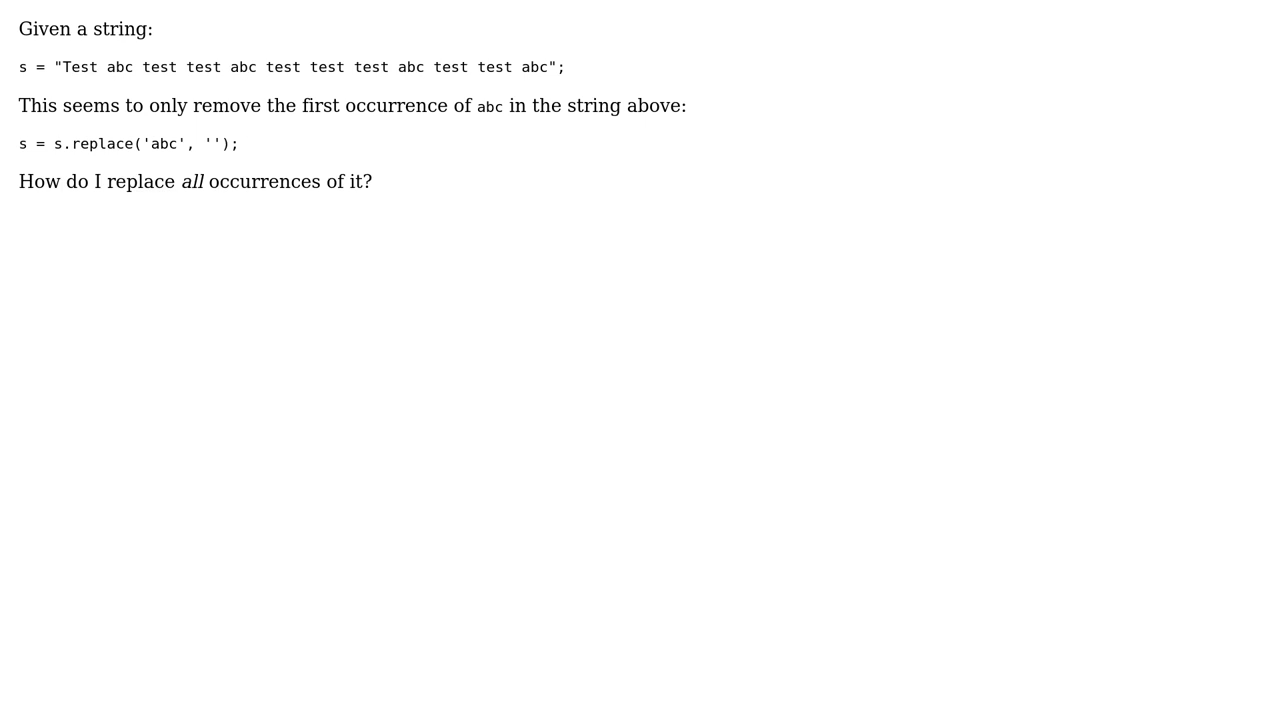 Given a string:
s = "Test abc test test abc test test test abc test test abc";
This seems to only remove the first occurrence of abc in the string above:
s = s.replace('abc', '');
How do I replace all occurrences of it?